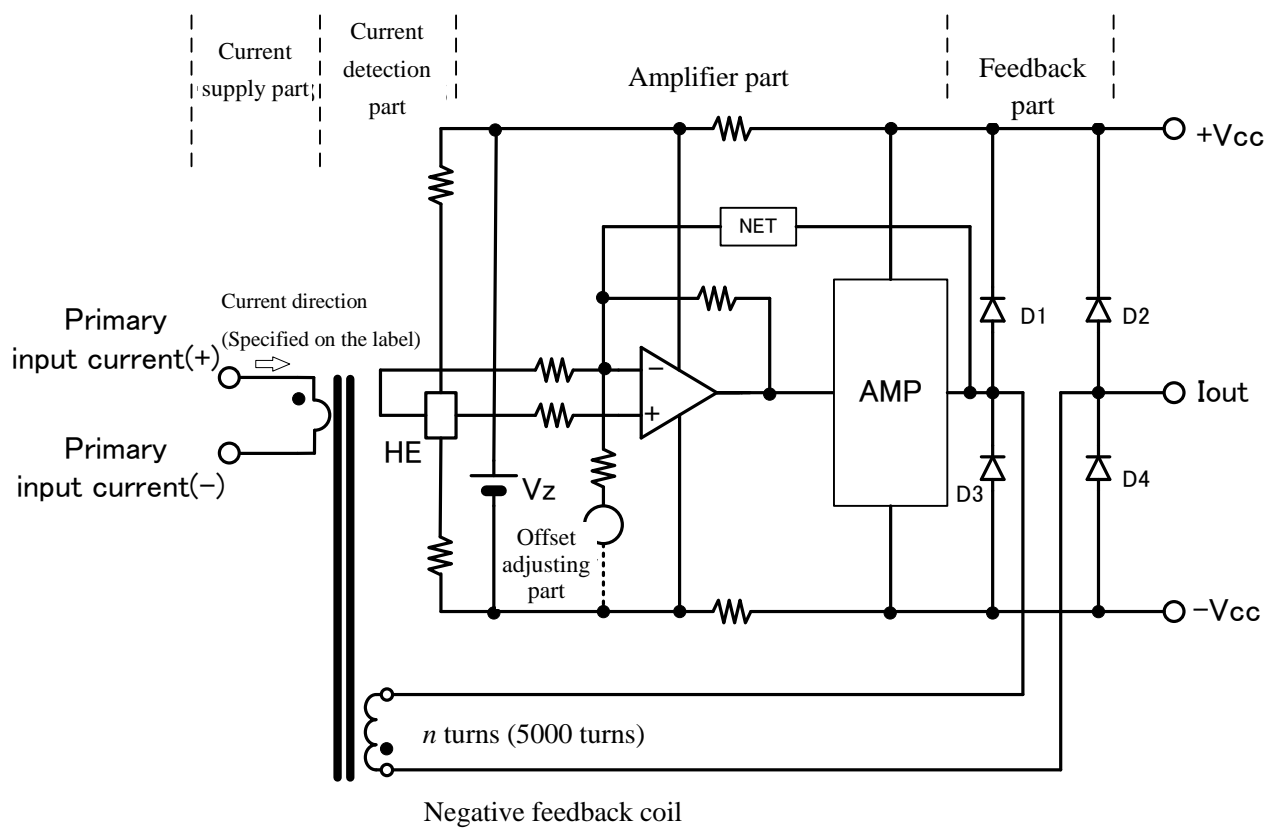 Current
supply part
Current
detection
part
Amplifier part
Feedback
part
+Vcc
NET
Current direction
(Specified on the label)
Primary
input current(+)
D1
D2
−
+
AMP
Iout
HE
Primary
input current(−)
Vz
D3
D4
Offset
adjusting
part
−Vcc
n turns (5000 turns)
Negative feedback coil